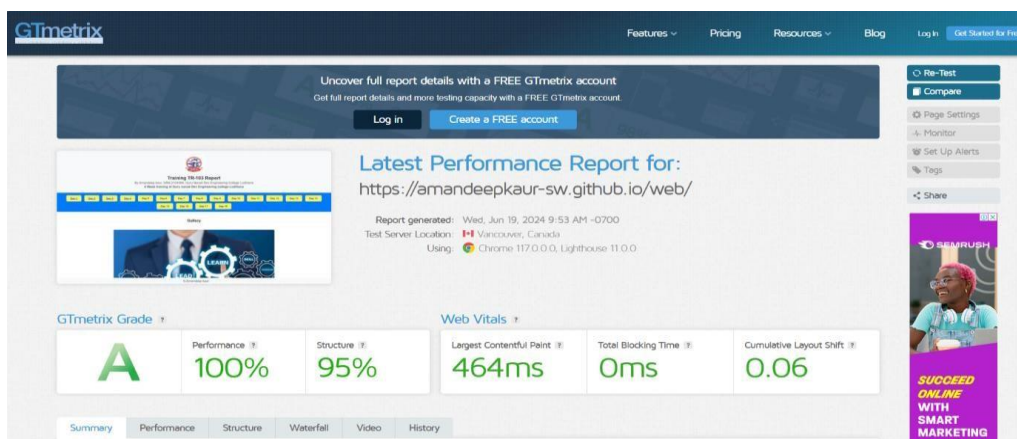 GTmetrix
Features Pricing Resources Blog Log In Get Started for Fre
Uncover full report details with a FREE GTmetrix account
Get full report details and more testing capacity with a FREE GTmetrix account.
Log in Create a FREE account
Re-Test
Compare
Page Settings
Monitor
Set Up Alerts
Tags
Share
Training TR-103 Report
Gallery
LEAD
LEARN
Latest Performance Report for:
https://amandeepkaur-sw.github.io/web/
Report generated: Wed, Jun 19, 2024 9:53 AM -0700
Test Server Location: Vancouver, Canada
Using: Chrome 117.0.0.0, Lighthouse 11.0.0
SEMRUSH
SUCCEED
ONLINE
WITH
SMART
MARKETING
GTmetrix Grade ?
Web Vitals ?
A
Performance ?
100%
Structure ?
95%
Largest Contentful Paint ?
464ms
Total Blocking Time ?
0ms
Cumulative Layout Shift ?
0.06
Summary Performance Structure Waterfall Video History